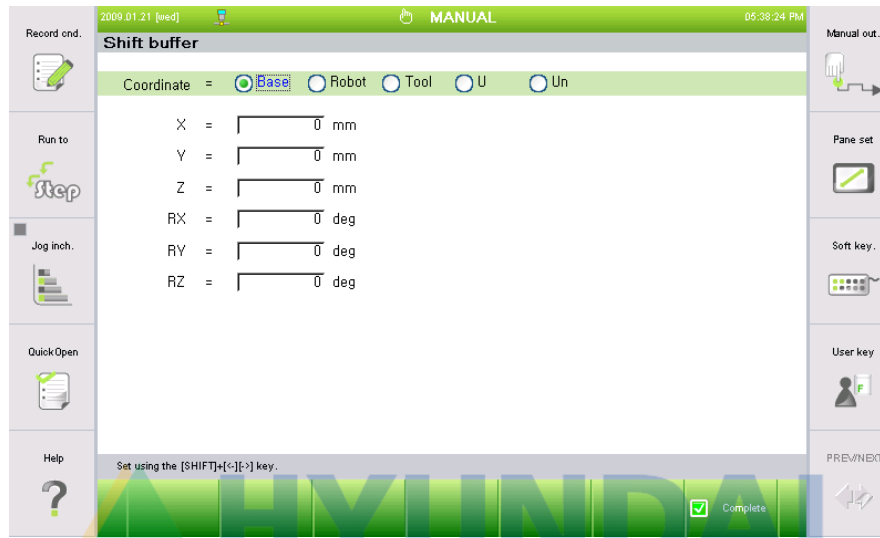 2009.01.21 [wed] MANUAL 05:38:24 PM
Shift buffer
Record cnd.
Run to
Step
Jog inch.
QuickOpen
Help
?
Coordinate = Base Robot Tool U Un
X = 0 mm
Y = 0 mm
Z = 0 mm
RX = 0 deg
RY = 0 deg
RZ = 0 deg
Set using the [SHIFT]+[<-][->] key.
Complete
Manual out.
Pane set
Soft key.
User key
F
PREV/NEXT
HYUNDAI